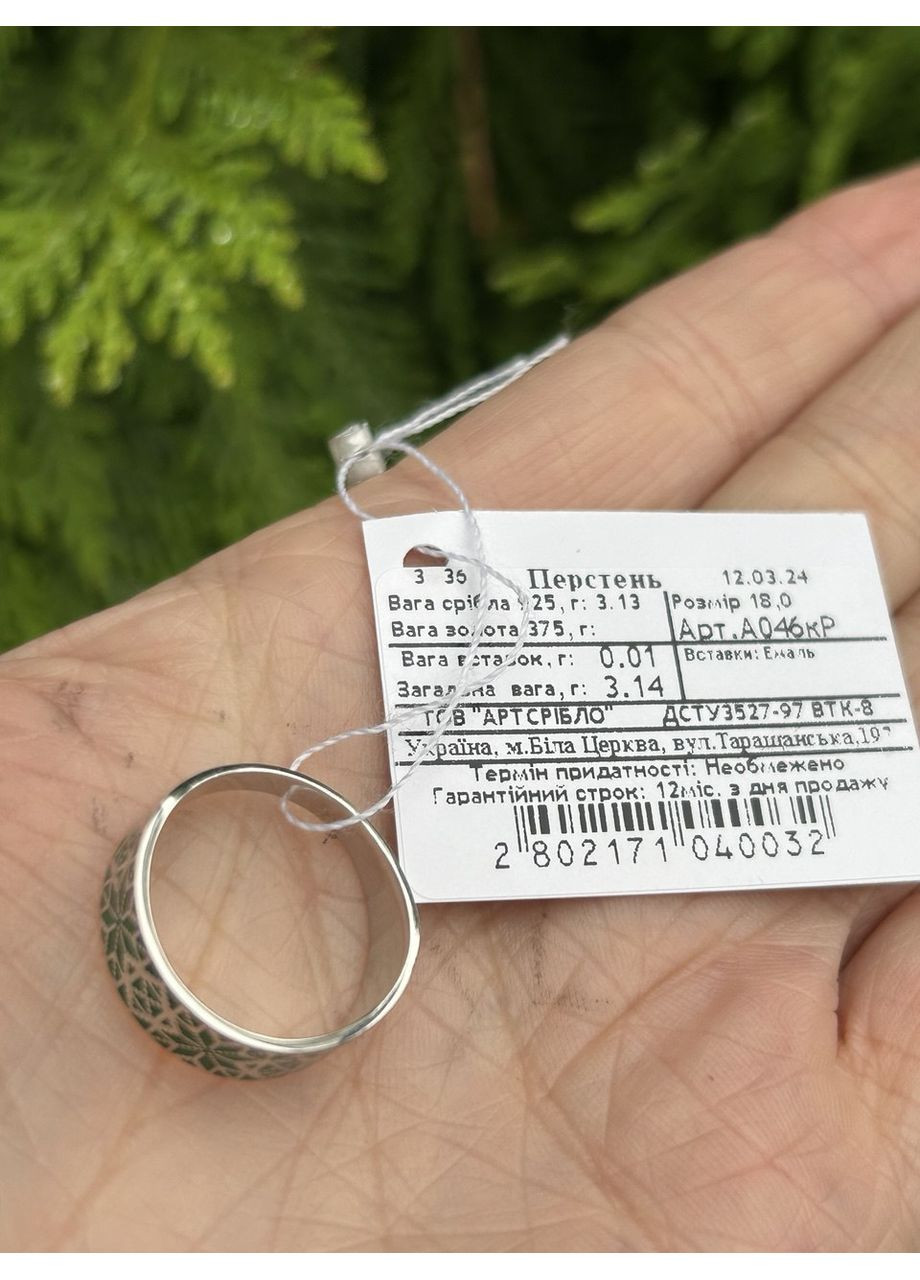 3 36 Перстень 12.03.24
Вага срібла 925, г: 3.13 Розмір 18,0
Вага золота 375, г: Арт.А046кР
Вага вставок, г: 0.01 Вставки: Емаль
Загальна вага, г: 3.14
ТОВ "АРТСРІБЛО" ДСТУ3527-97 ВТК-8
Україна, м.Біла Церква, вул.Таращанська,
Термін придатності: Необмежено
Гарантійний строк: 12міс. з дня продажу
2 802171 040032